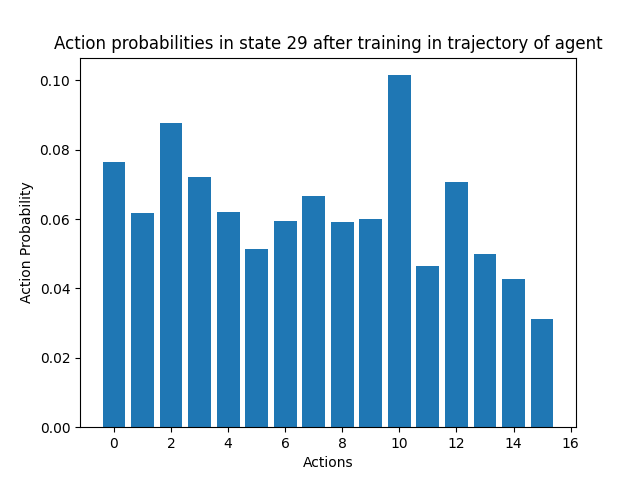 Action probabilities in state 29 after training in trajectory of agent
0.10
0.08
0.06
0.04
0.02
0.00
Action Probability
0 2 4 6 8 10 12 14 16
Actions